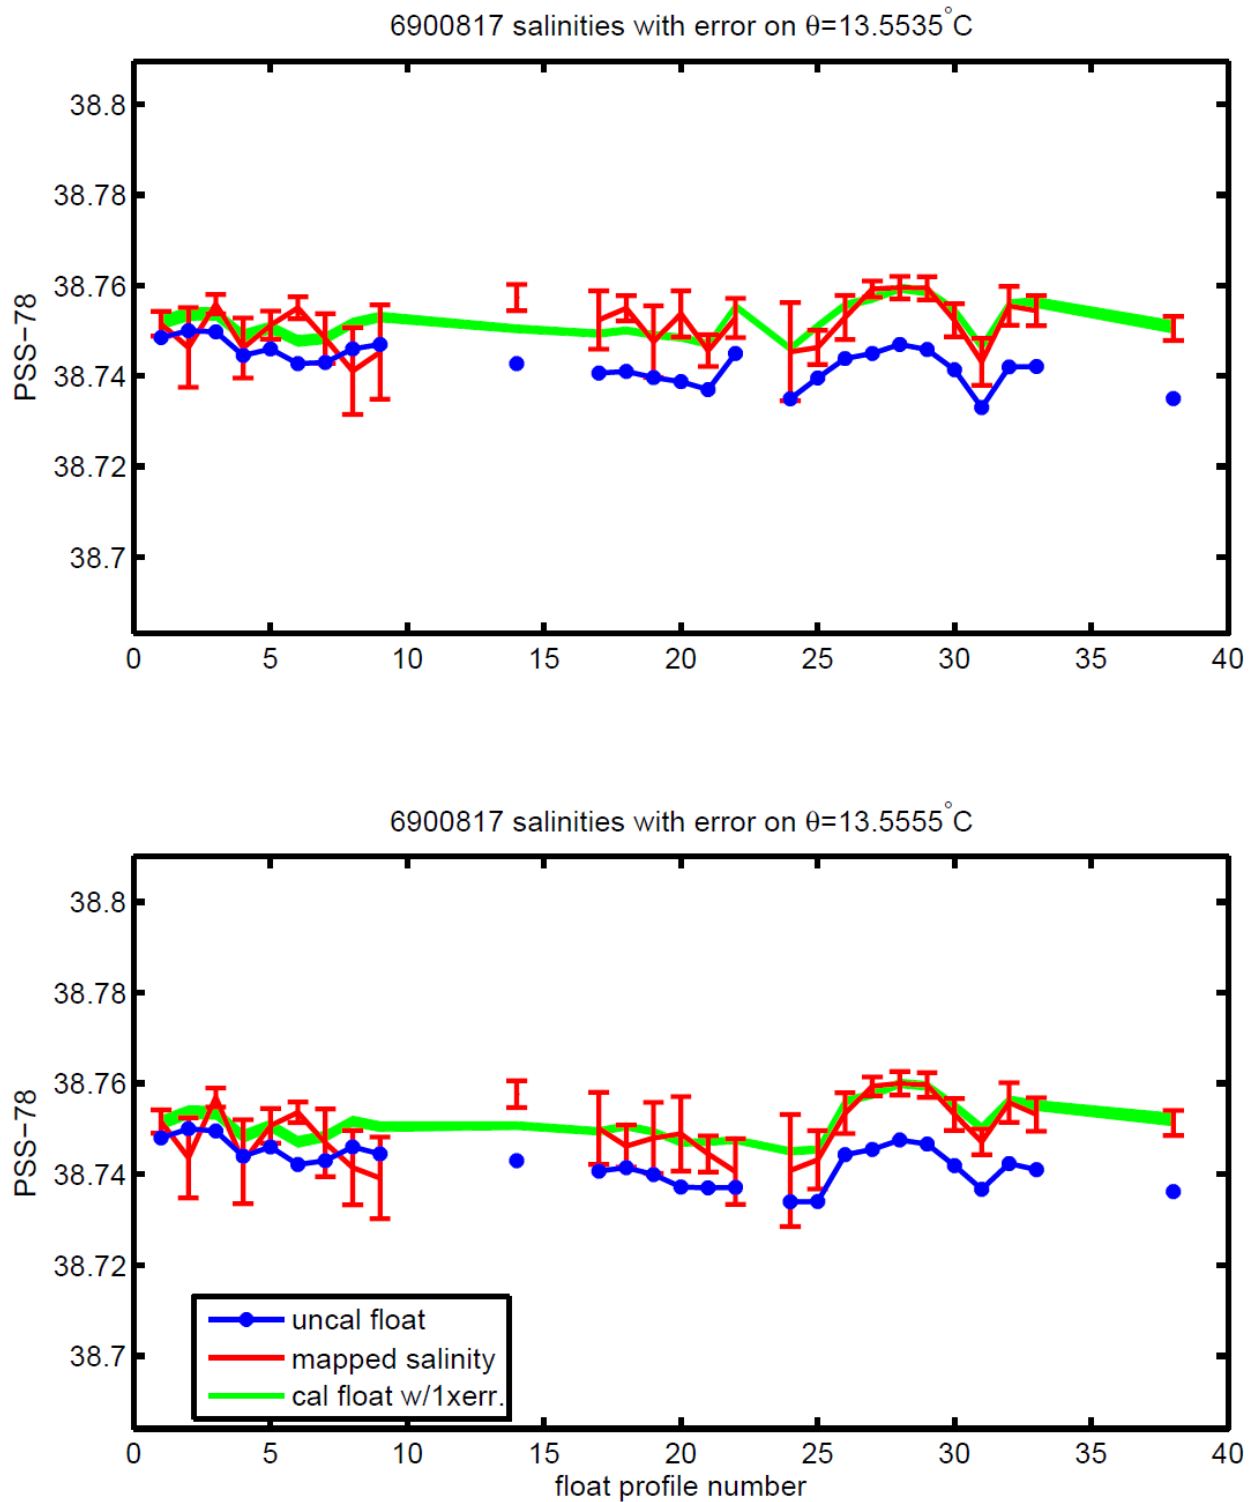 6900817 salinities with error on θ=13.5535°C
38.8
38.78
38.76
38.74
38.72
38.7
PSS-78
0 5 10 15 20 25 30 35 40
6900817 salinities with error on θ=13.5555°C
38.8
38.78
38.76
38.74
38.72
38.7
PSS-78
uncal float
mapped salinity
cal float w/1xerr.
0 5 10 15 20 25 30 35 40
float profile number